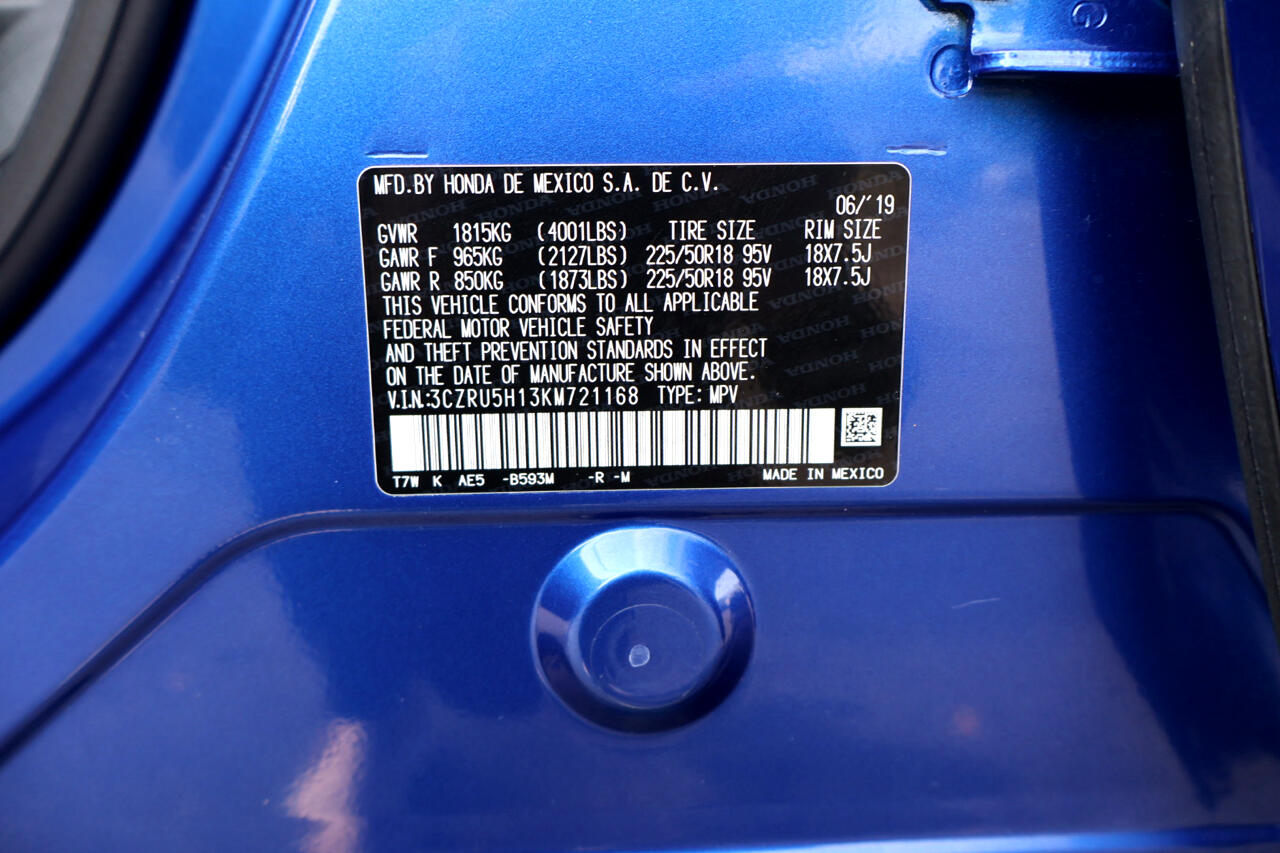 MFD.BY HONDA DE MEXICO S.A. DE C.V.
06/'19
GVWR 1815KG (4001LBS) TIRE SIZE RIM SIZE
GAWR F 965KG (2127LBS) 225/50R18 95V 18X7.5J
GAWR R 850KG (1873LBS) 225/50R18 95V 18X7.5J
THIS VEHICLE CONFORMS TO ALL APPLICABLE
FEDERAL MOTOR VEHICLE SAFETY
AND THEFT PREVENTION STANDARDS IN EFFECT
ON THE DATE OF MANUFACTURE SHOWN ABOVE.
V.I.N:3CZRU5H13KM721168 TYPE: MPV
T7W K AE5 -B593M -R -M MADE IN MEXICO